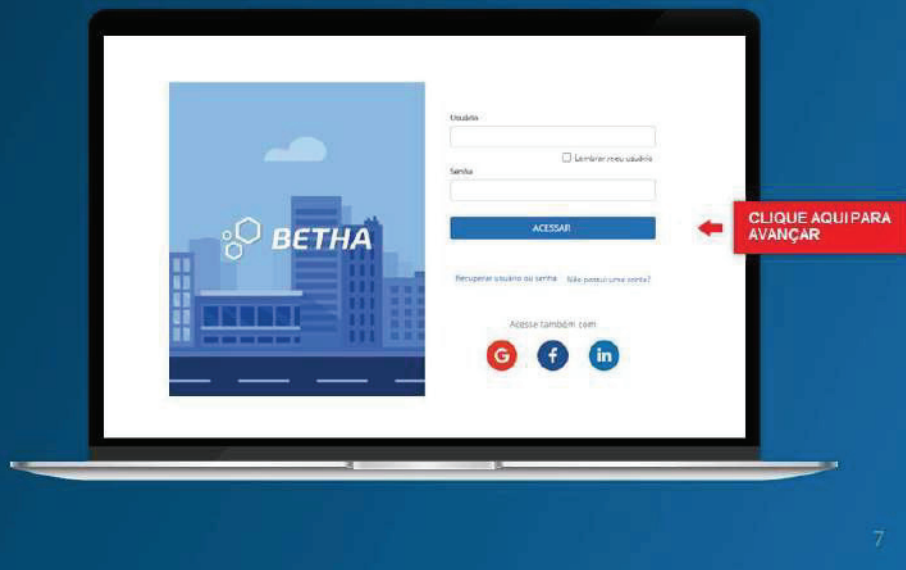 Usuário
Lembrar meu usuário
Senha
BETHA
ACESSAR
CLIQUE AQUI PARA
AVANÇAR
Recuperar usuário ou senha Não possui uma conta?
Acesse também com
G f in
7